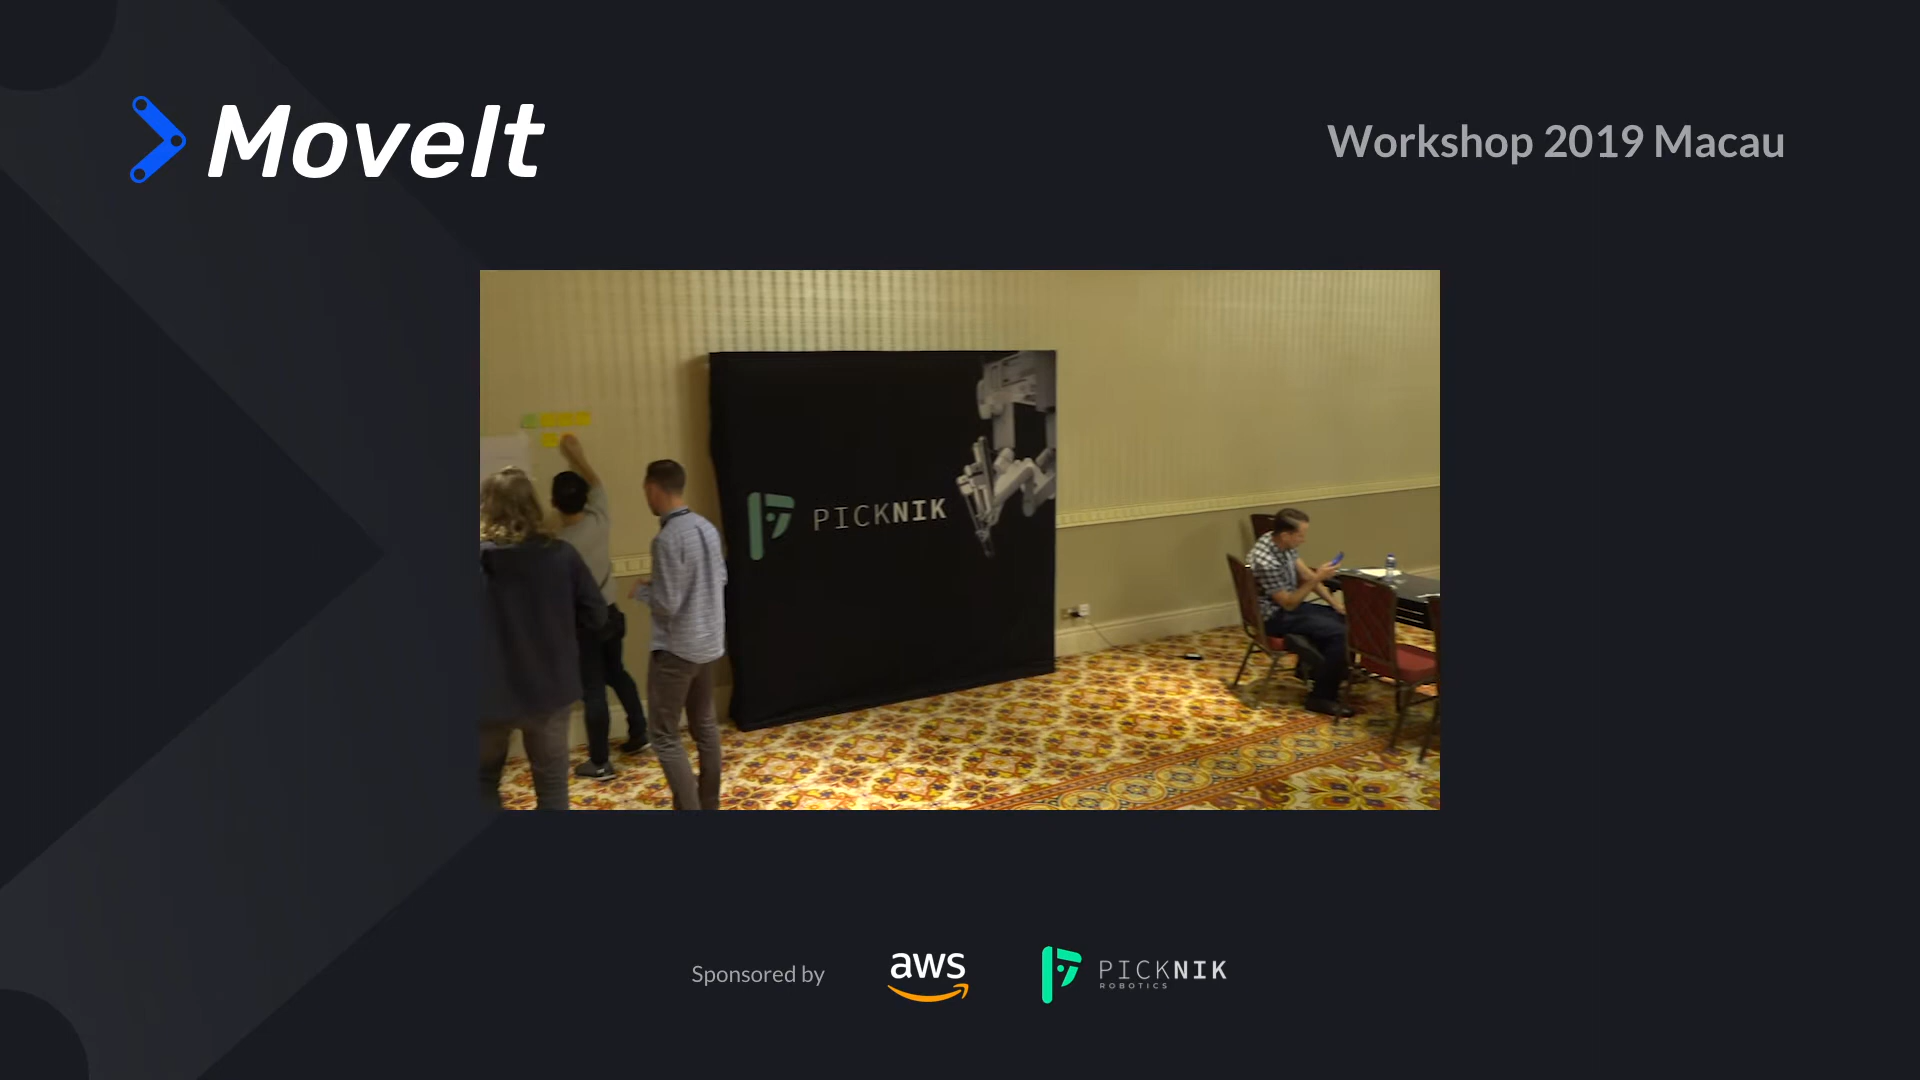 MoveIt
Workshop 2019 Macau
PICKNIK
Sponsored by
aws
PICKNIK
ROBOTICS